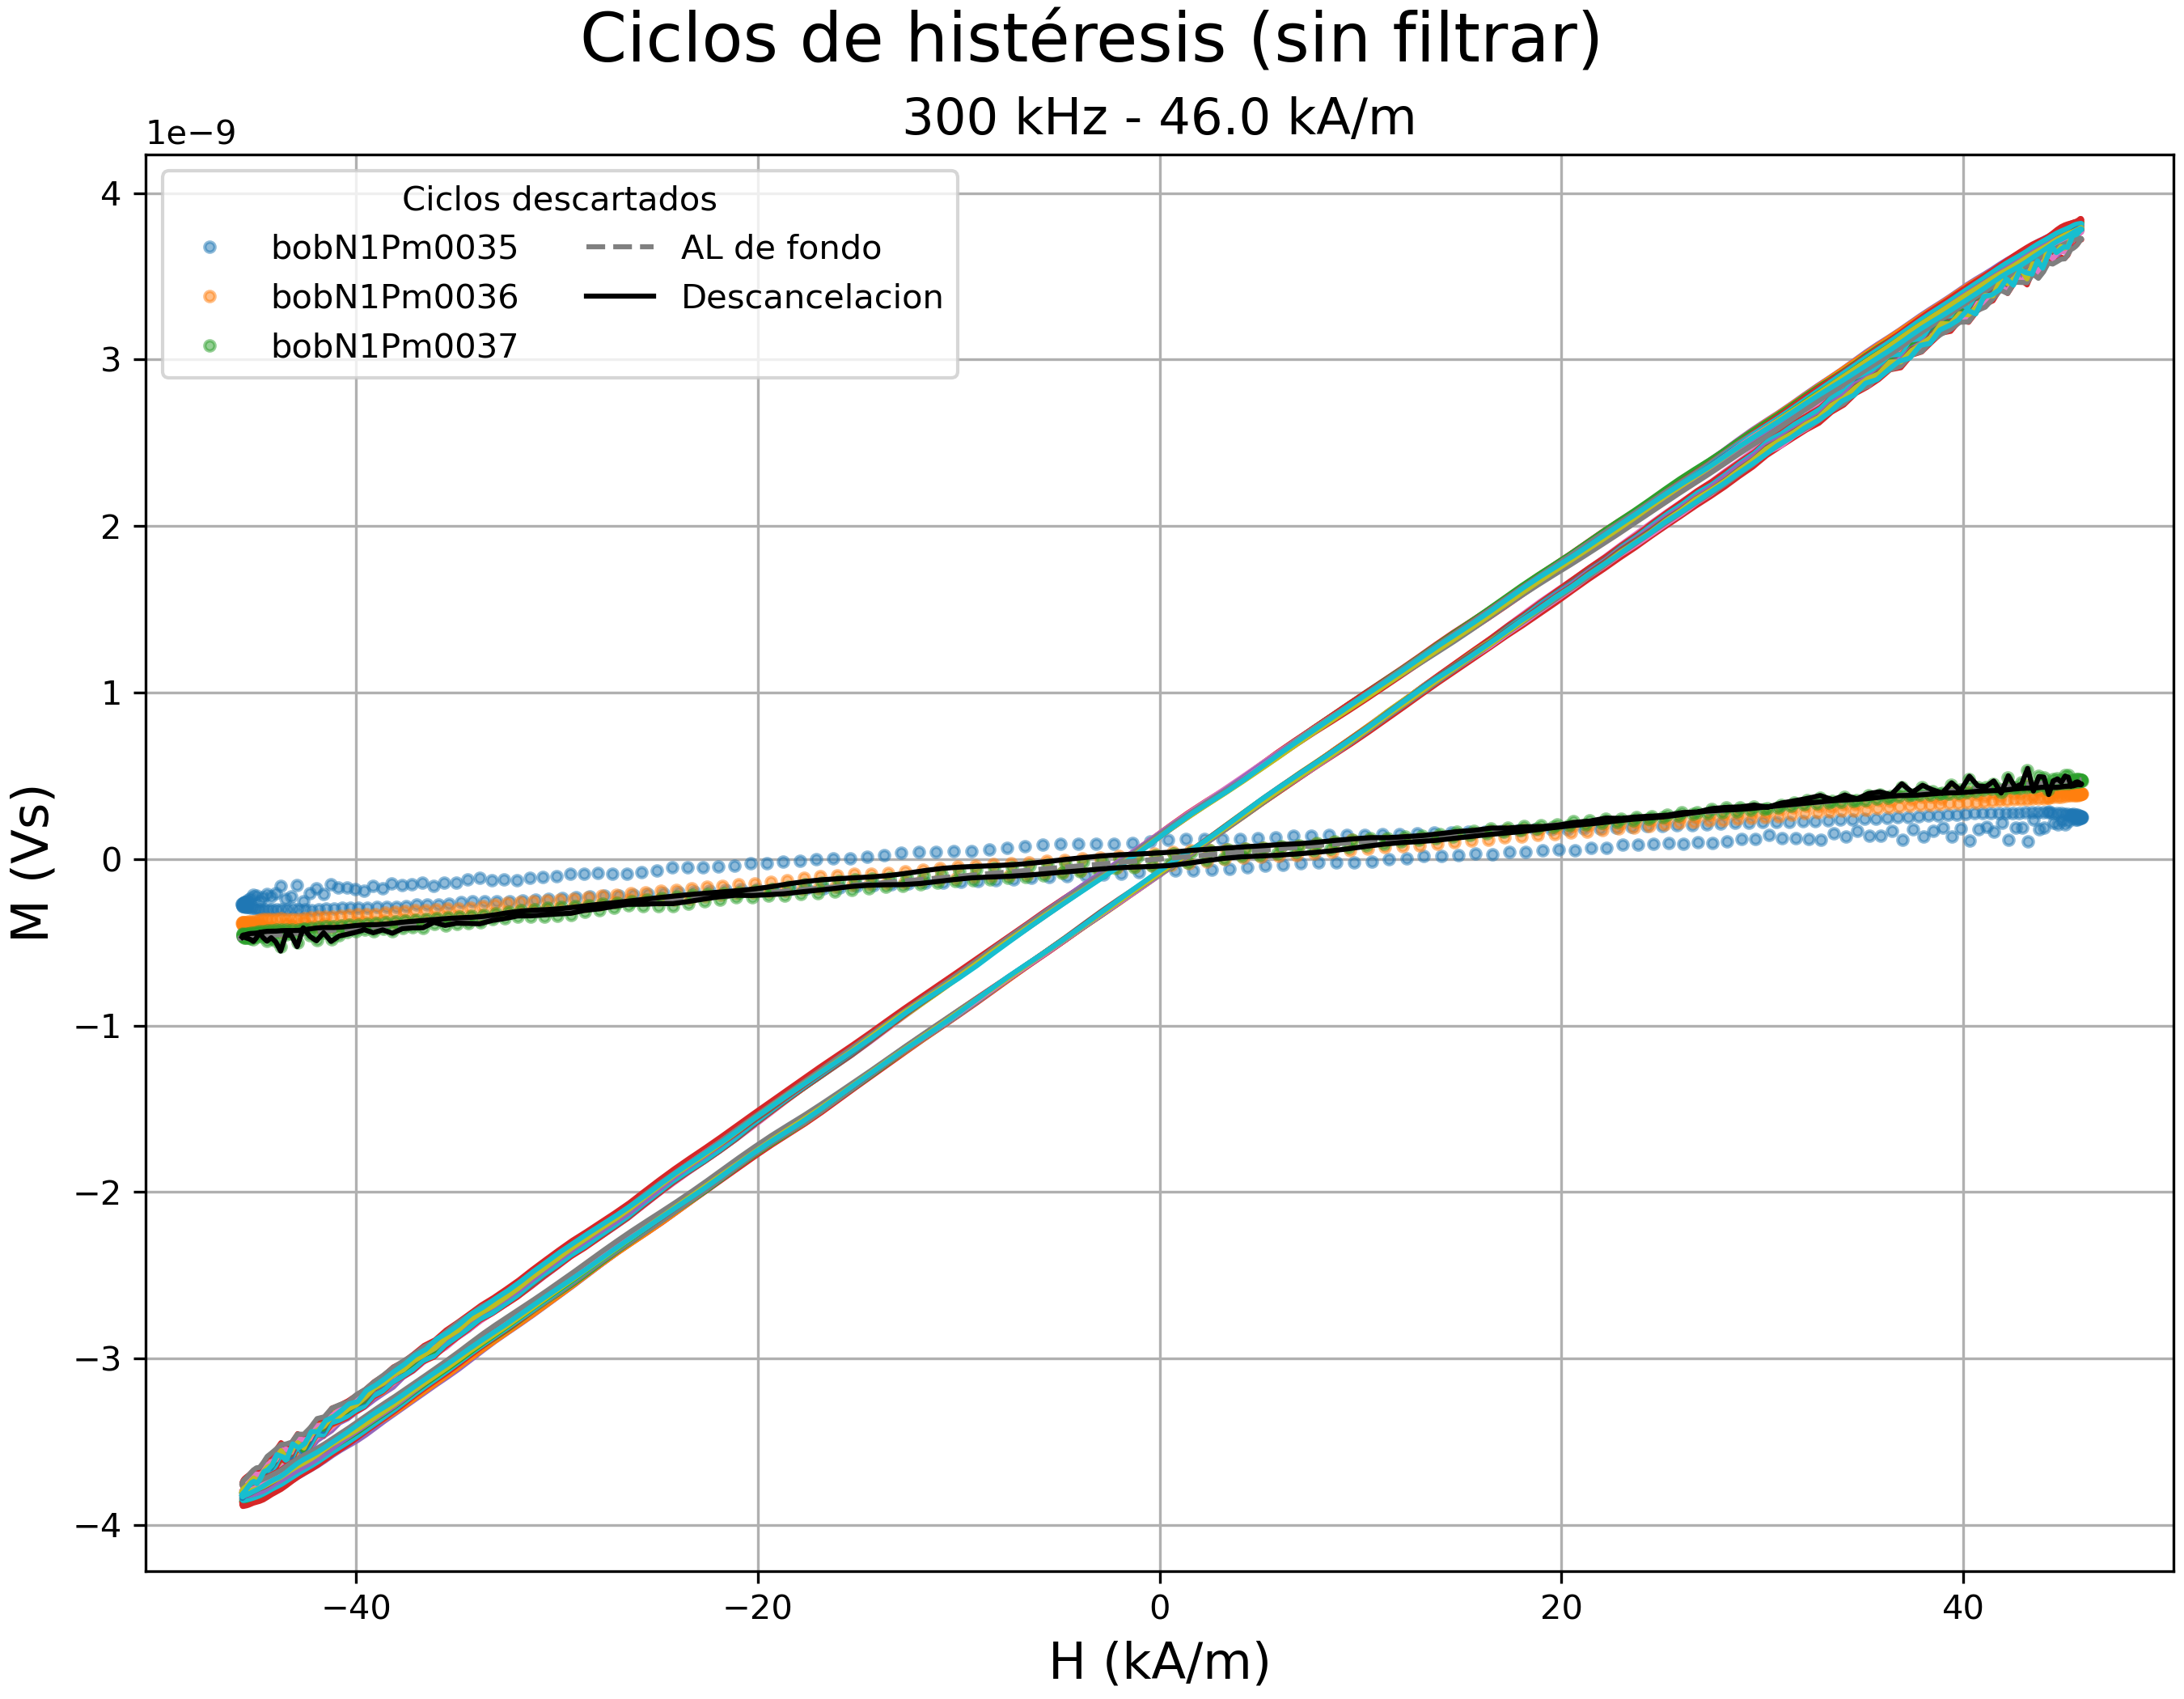 Ciclos de histéresis (sin filtrar)
300 kHz - 46.0 kA/m
1e−9
Ciclos descartados
bobN1Pm0035
bobN1Pm0036
bobN1Pm0037
AL de fondo
Descancelacion
4
3
2
1
0
−1
−2
−3
−4
M (Vs)
−40
−20
0
20
40
H (kA/m)